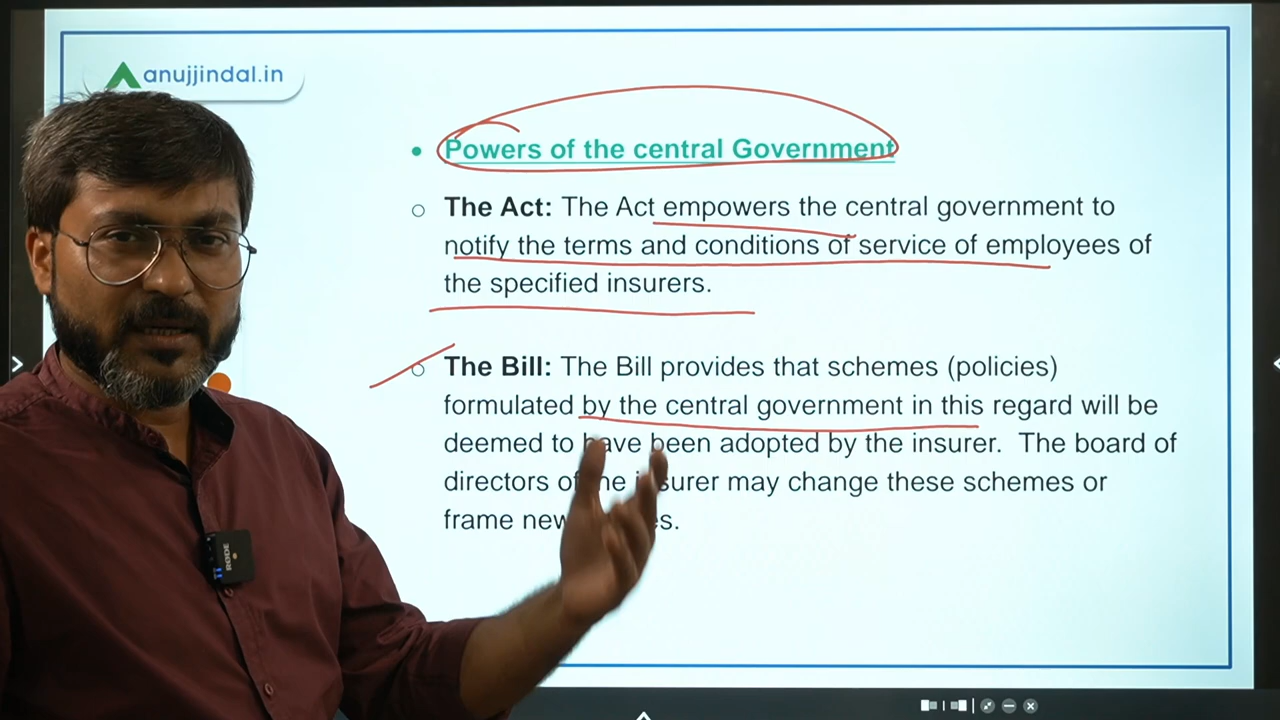 anujjindal.in
Powers of the central Government
The Act: The Act empowers the central government to
notify the terms and conditions of service of employees of
the specified insurers.
The Bill: The Bill provides that schemes (policies)
formulated by the central government in this regard will be
deemed to have been adopted by the insurer. The board of
directors of the insurer may change these schemes or
frame new
RØDE